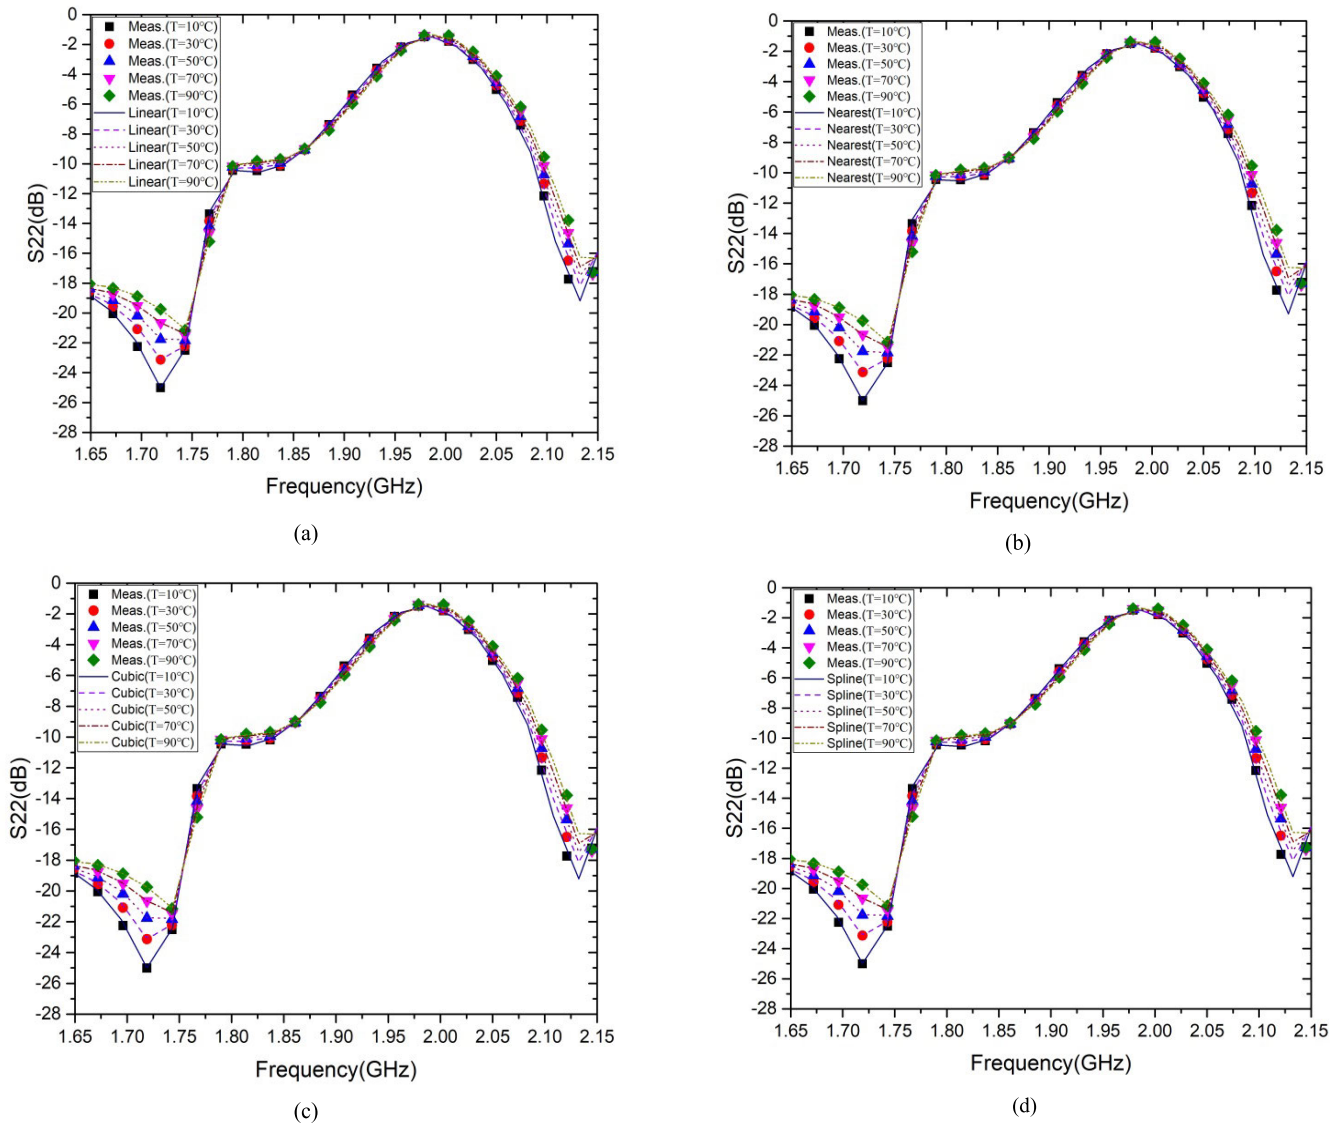 0
-2
-4
-6
-8
-10
-12
-14
-16
-18
-20
-22
-24
-26
-28
S22(dB)
Meas.(T=10℃)
Meas.(T=30℃)
Meas.(T=50℃)
Meas.(T=70℃)
Meas.(T=90℃)
Linear(T=10℃)
Linear(T=30℃)
Linear(T=50℃)
Linear(T=70℃)
Linear(T=90℃)
1.65 1.70 1.75 1.80 1.85 1.90 1.95 2.00 2.05 2.10 2.15
Frequency(GHz)
(a)
0
-2
-4
-6
-8
-10
-12
-14
-16
-18
-20
-22
-24
-26
-28
S22(dB)
Meas.(T=10℃)
Meas.(T=30℃)
Meas.(T=50℃)
Meas.(T=70℃)
Meas.(T=90℃)
Nearest(T=10℃)
Nearest(T=30℃)
Nearest(T=50℃)
Nearest(T=70℃)
Nearest(T=90℃)
1.65 1.70 1.75 1.80 1.85 1.90 1.95 2.00 2.05 2.10 2.15
Frequency(GHz)
(b)
0
-2
-4
-6
-8
-10
-12
-14
-16
-18
-20
-22
-24
-26
-28
S22(dB)
Meas.(T=10℃)
Meas.(T=30℃)
Meas.(T=50℃)
Meas.(T=70℃)
Meas.(T=90℃)
Cubic(T=10℃)
Cubic(T=30℃)
Cubic(T=50℃)
Cubic(T=70℃)
Cubic(T=90℃)
1.65 1.70 1.75 1.80 1.85 1.90 1.95 2.00 2.05 2.10 2.15
Frequency(GHz)
(c)
0
-2
-4
-6
-8
-10
-12
-14
-16
-18
-20
-22
-24
-26
-28
S22(dB)
Meas.(T=10℃)
Meas.(T=30℃)
Meas.(T=50℃)
Meas.(T=70℃)
Meas.(T=90℃)
Spline(T=10℃)
Spline(T=30℃)
Spline(T=50℃)
Spline(T=70℃)
Spline(T=90℃)
1.65 1.70 1.75 1.80 1.85 1.90 1.95 2.00 2.05 2.10 2.15
Frequency(GHz)
(d)